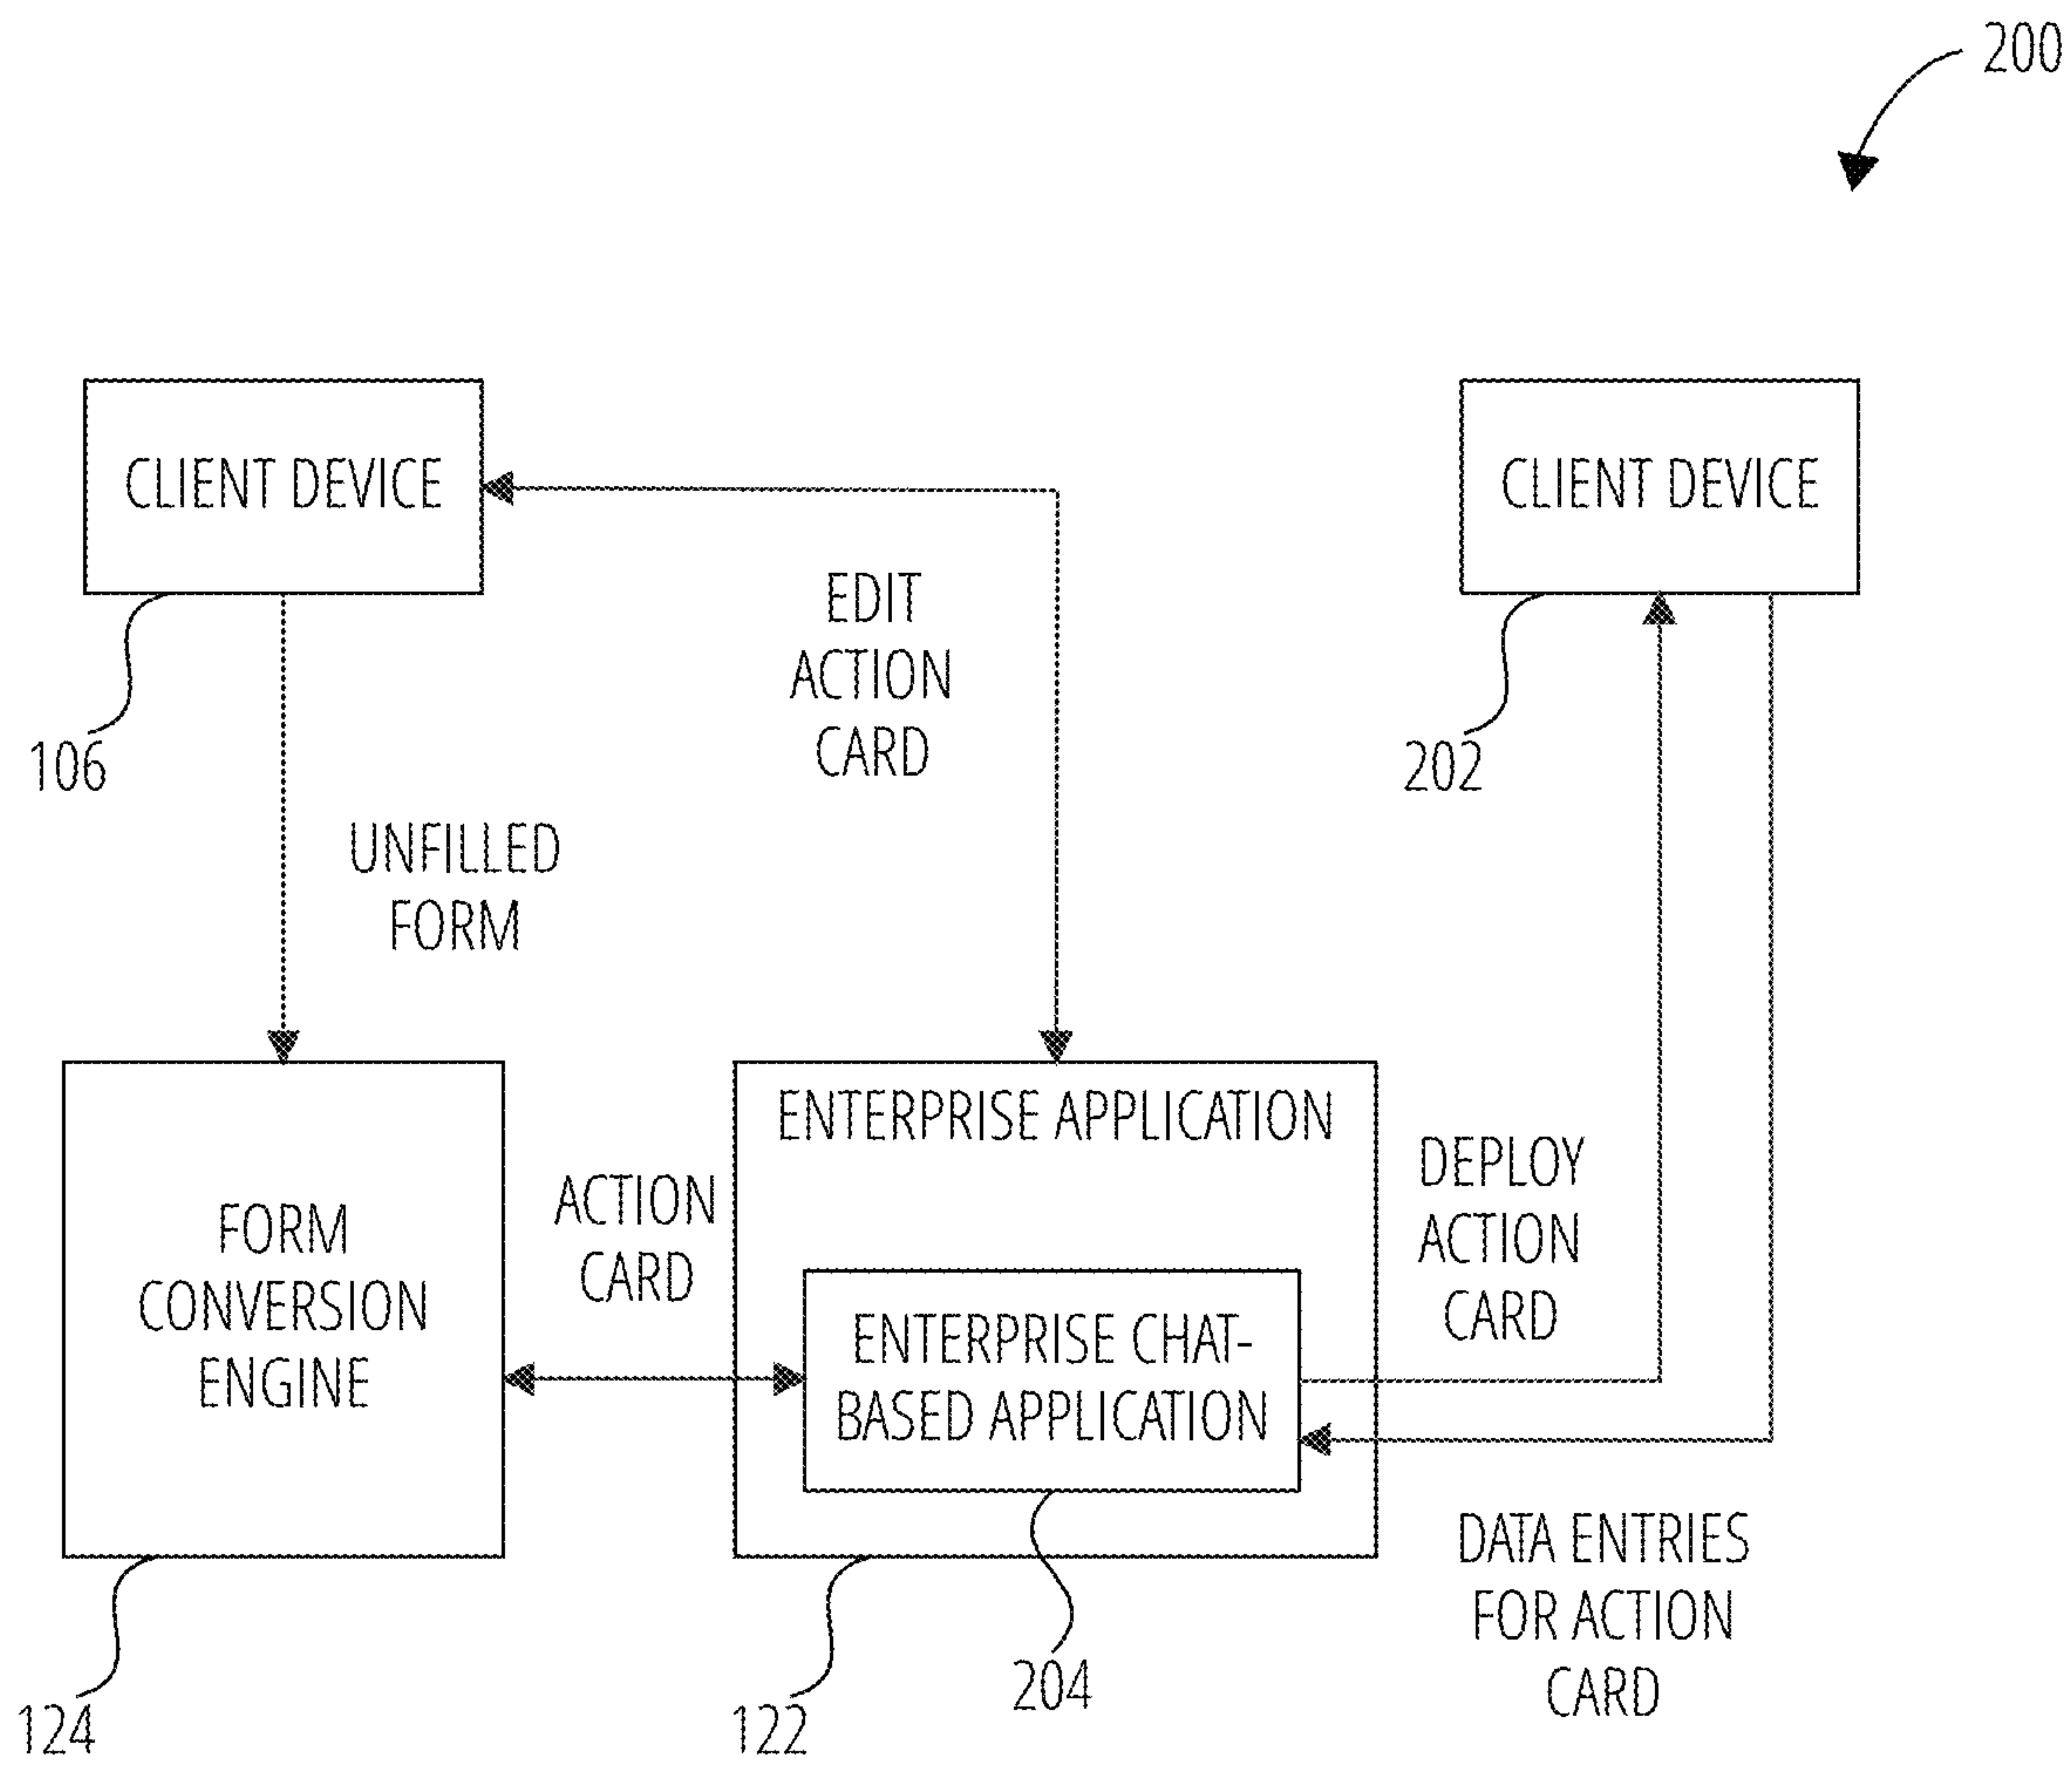 200
CLIENT DEVICE
CLIENT DEVICE
EDIT
ACTION
CARD
106
202
UNFILLED
FORM
ENTERPRISE APPLICATION
FORM
CONVERSION
ENGINE
ACTION
CARD
DEPLOY
ACTION
CARD
ENTERPRISE CHAT-
BASED APPLICATION
DATA ENTRIES
FOR ACTION
CARD
124
122
204